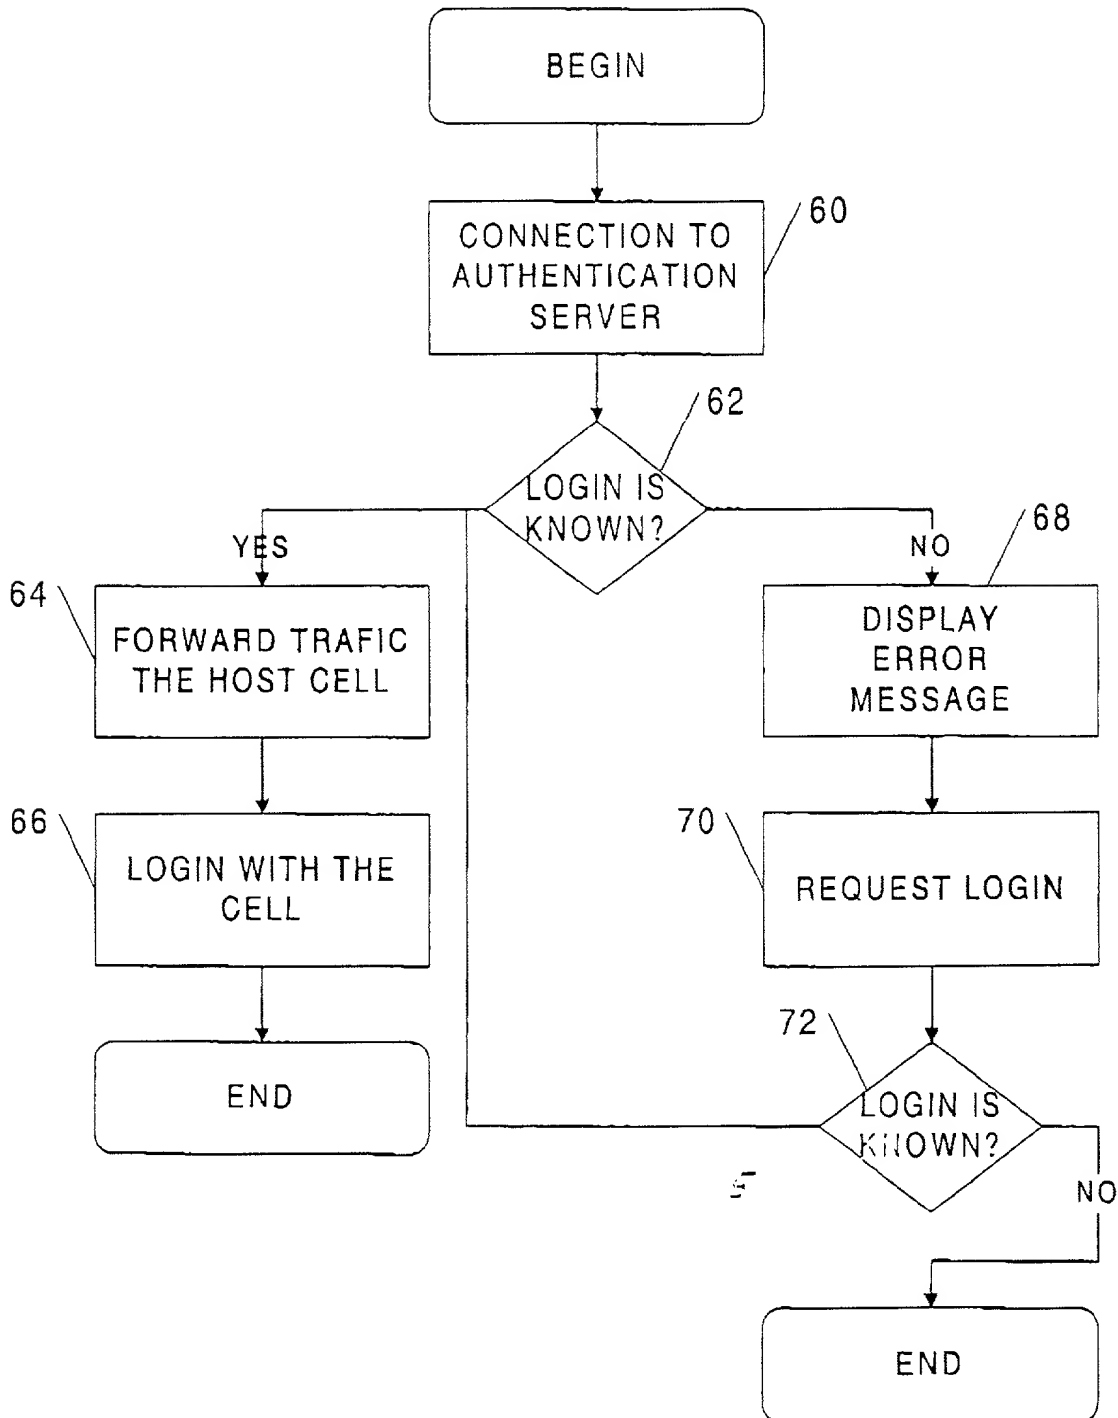 BEGIN
CONNECTION TO
AUTHENTICATION
SERVER
60
LOGIN IS
KNOWN?
62
YES
NO
64
FORWARD TRAFIC
THE HOST CELL
68
DISPLAY
ERROR
MESSAGE
66
LOGIN WITH THE
CELL
70
REQUEST LOGIN
END
72
LOGIN IS
KNOWN?
NO
END